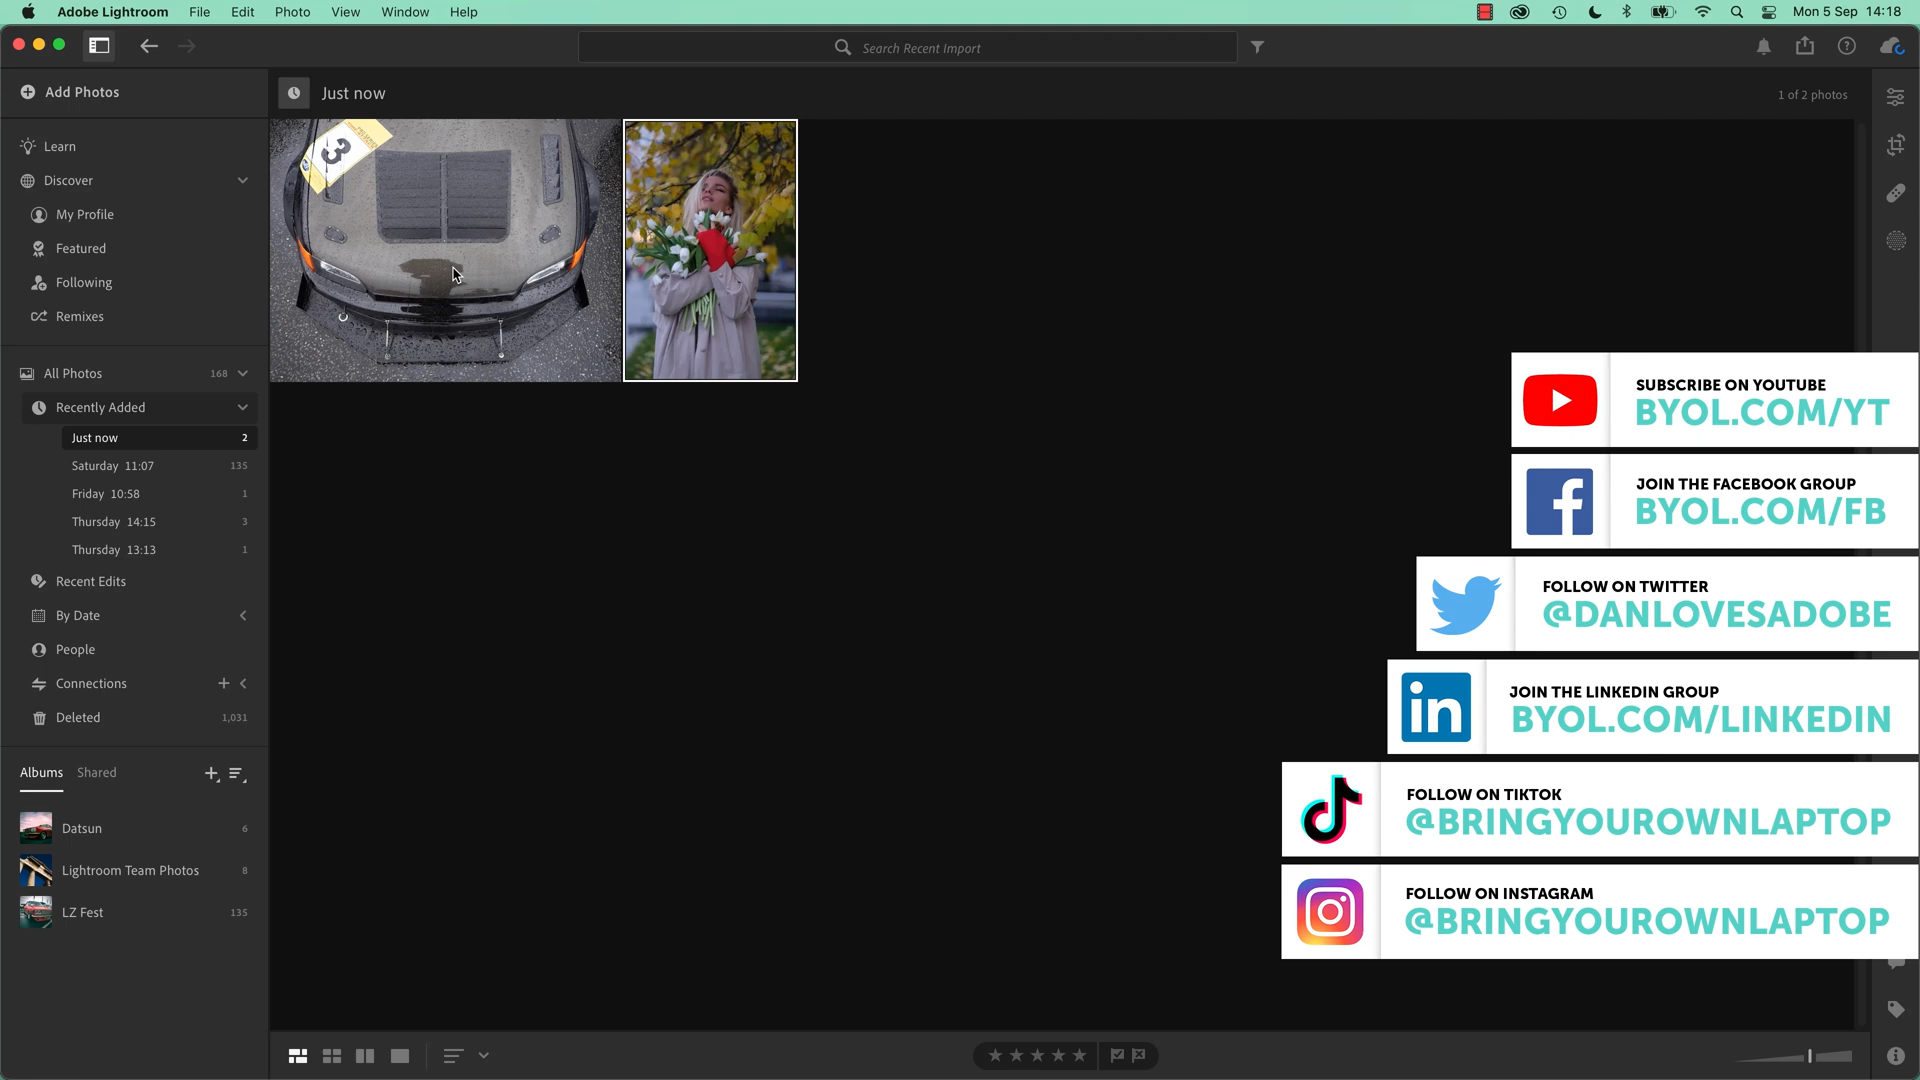 Adobe Lightroom File Edit Photo View Window Help Mon 5 Sep 14:18
Search Recent Import
Add Photos
Just now
1 of 2 photos
Learn
Discover
My Profile
Featured
Following
Remixes
All Photos 168
Recently Added
Just now 2
Saturday 11:07 135
Friday 10:58 1
Thursday 14:15 3
Thursday 13:13 1
Recent Edits
By Date
People
Connections
Deleted 1,031
Albums Shared
Datsun 6
Lightroom Team Photos 8
LZ Fest 135
3
SUBSCRIBE ON YOUTUBE
BYOL.COM/YT
JOIN THE FACEBOOK GROUP
BYOL.COM/FB
FOLLOW ON TWITTER
@DANLOVESADOBE
in
JOIN THE LINKEDIN GROUP
BYOL.COM/LINKEDIN
FOLLOW ON TIKTOK
@BRINGYOUROWNLAPTOP
FOLLOW ON INSTAGRAM
@BRINGYOUROWNLAPTOP